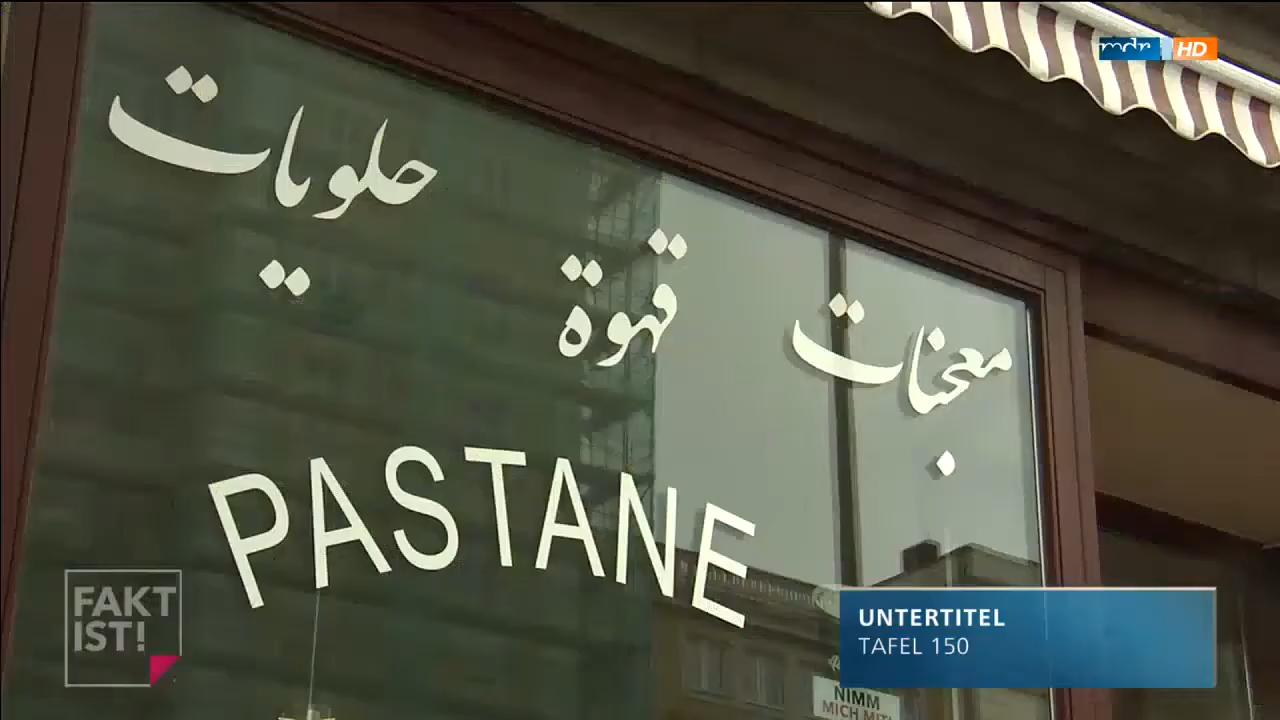 mdr HD
حلويات
قهوة
معجنات
PASTANE
FAKT
IST!
UNTERTITEL
TAFEL 150
NIMM
MICH MIT!